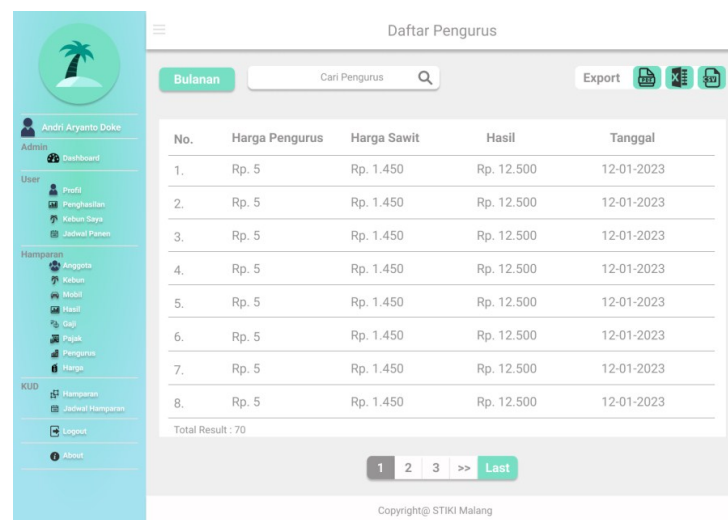 Daftar Pengurus
Bulanan
Cari Pengurus
Export
PDF
CSV
Andri Aryanto Doke
Admin
Dashboard
User
Profil
Penghasilan
Kebun Saya
Jadwal Panen
Hamparan
Anggota
Kebun
Mobil
Hasil
Gaji
Pajak
Pengurus
Harga
KUD
Hamparan
Jadwal Hamparan
Logout
About
No. Harga Pengurus Harga Sawit Hasil Tanggal
1. Rp. 5 Rp. 1.450 Rp. 12.500 12-01-2023
2. Rp. 5 Rp. 1.450 Rp. 12.500 12-01-2023
3. Rp. 5 Rp. 1.450 Rp. 12.500 12-01-2023
4. Rp. 5 Rp. 1.450 Rp. 12.500 12-01-2023
5. Rp. 5 Rp. 1.450 Rp. 12.500 12-01-2023
6. Rp. 5 Rp. 1.450 Rp. 12.500 12-01-2023
7. Rp. 5 Rp. 1.450 Rp. 12.500 12-01-2023
8. Rp. 5 Rp. 1.450 Rp. 12.500 12-01-2023
Total Result : 70
1 2 3 >> Last
Copyright@ STIKI Malang